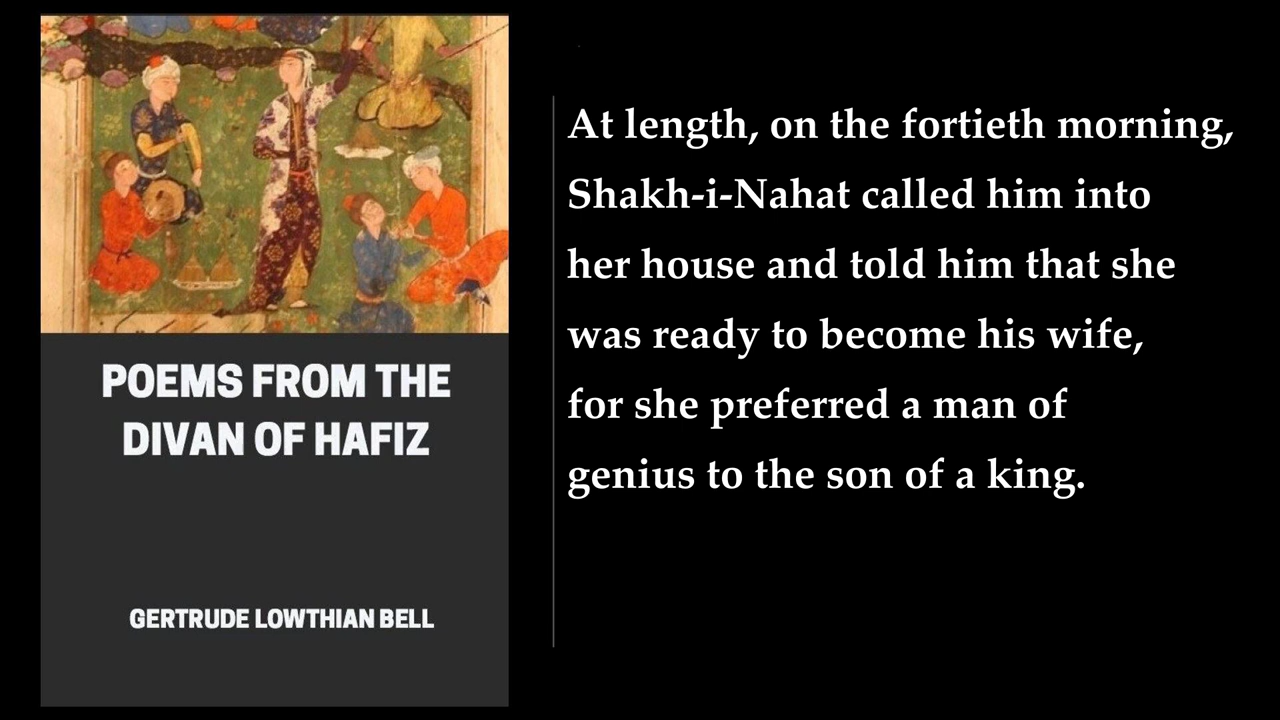 POEMS FROM THE
DIVAN OF HAFIZ
GERTRUDE LOWTHIAN BELL
At length, on the fortieth morning,
Shakh-i-Nahat called him into
her house and told him that she
was ready to become his wife,
for she preferred a man of
genius to the son of a king.